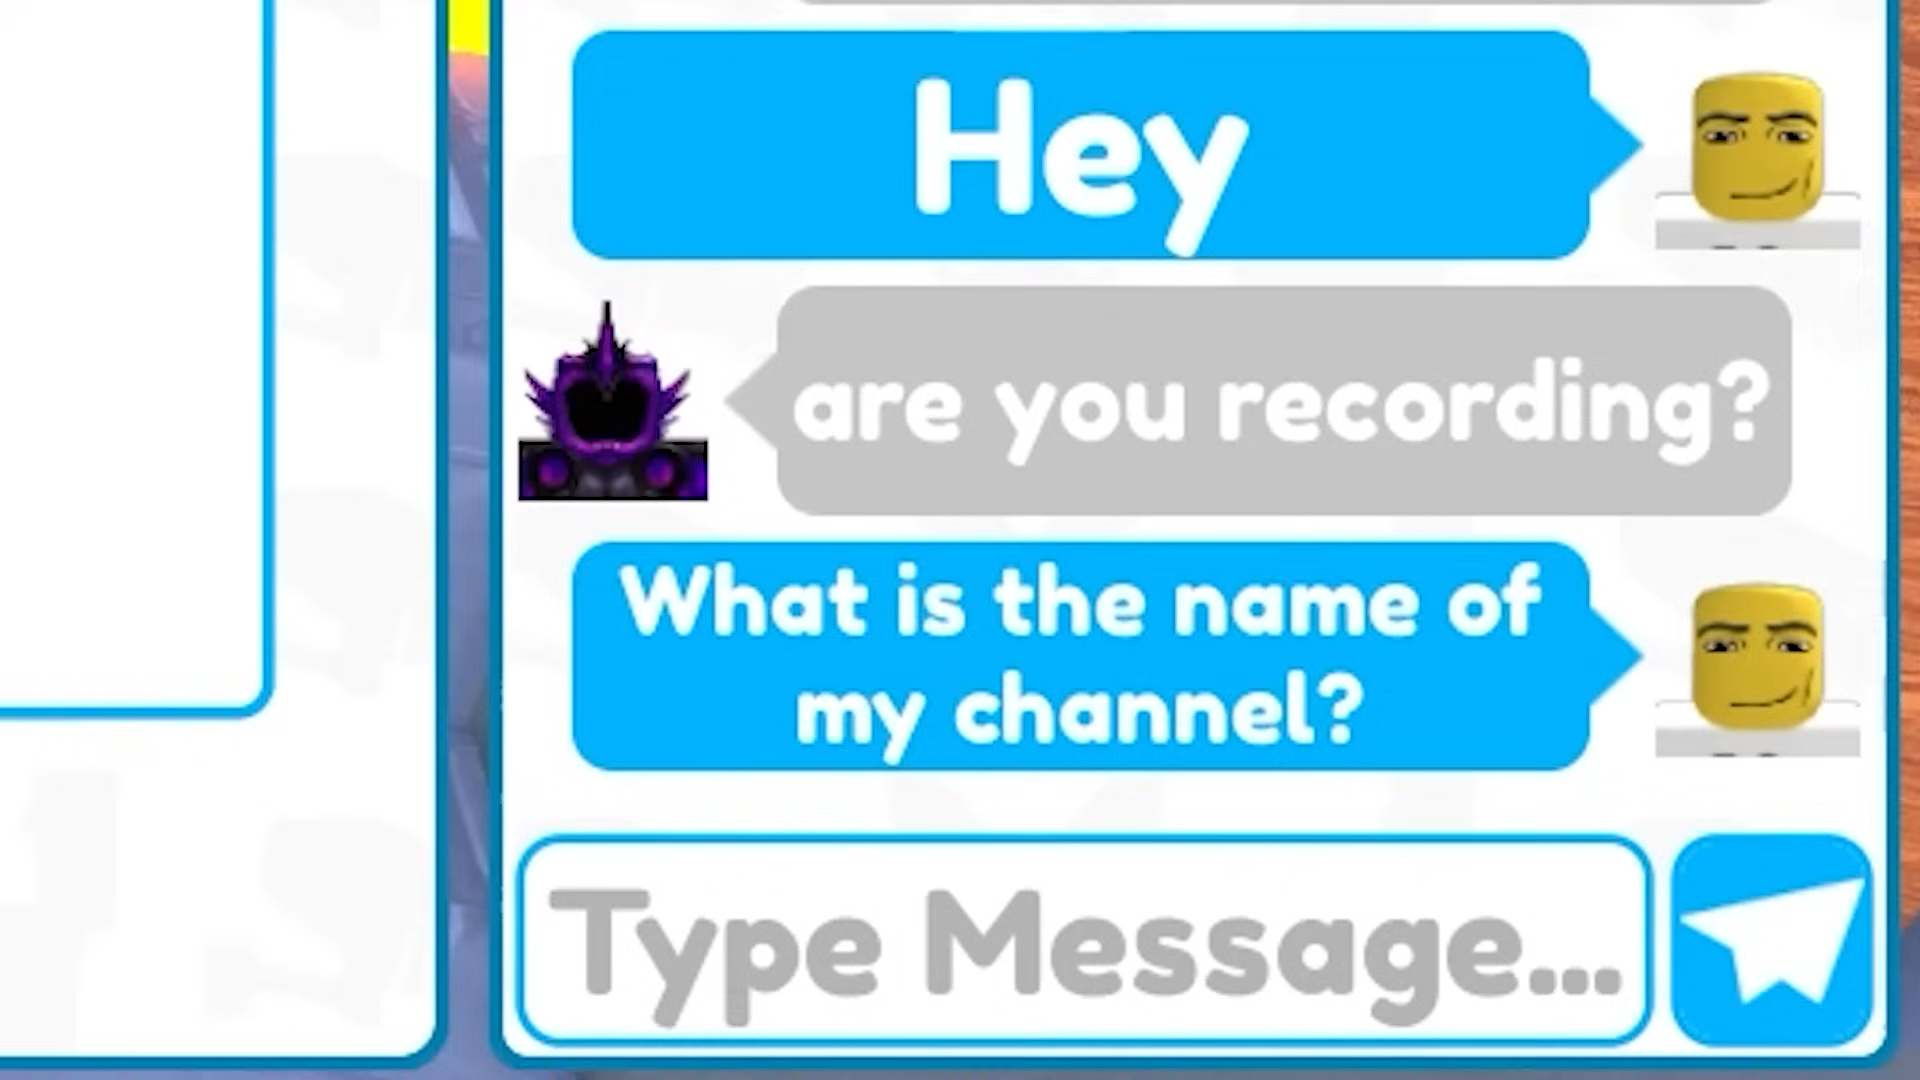 Hey
are you recording?
What is the name of
my channel?
Type Message...